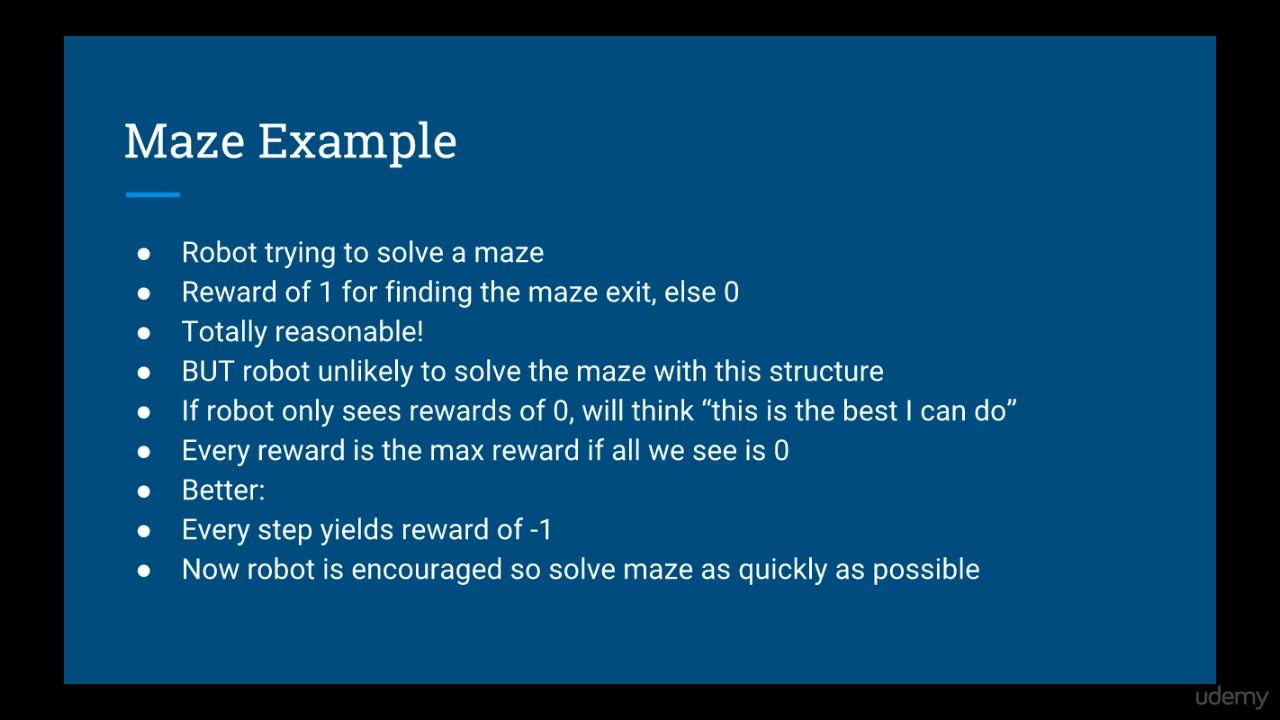 Maze Example
● Robot trying to solve a maze
● Reward of 1 for finding the maze exit, else 0
● Totally reasonable!
● BUT robot unlikely to solve the maze with this structure
● If robot only sees rewards of 0, will think “this is the best I can do”
● Every reward is the max reward if all we see is 0
● Better:
● Every step yields reward of -1
● Now robot is encouraged so solve maze as quickly as possible
udemy